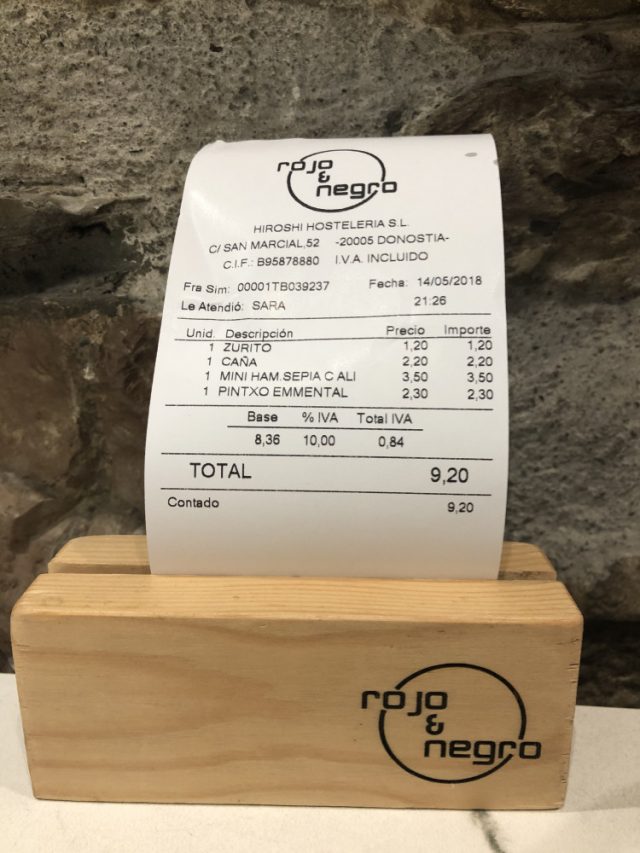 rojo
&
negro
HIROSHI HOSTELERIA S.L.
C/ SAN MARCIAL,52 -20005 DONOSTIA-
C.I.F.: B95878880 I.V.A. INCLUIDO
Fra Sim: 00001TB039237 Fecha: 14/05/2018
Le Atendió: SARA 21:26
Unid. Descripción Precio Importe
1 ZURITO 1,20 1,20
1 CAÑA 2,20 2,20
1 MINI HAM.SEPIA C ALI 3,50 3,50
1 PINTXO EMMENTAL 2,30 2,30
Base % IVA Total IVA
8,36 10,00 0,84
TOTAL 9,20
Contado 9,20
rojo
&
negro